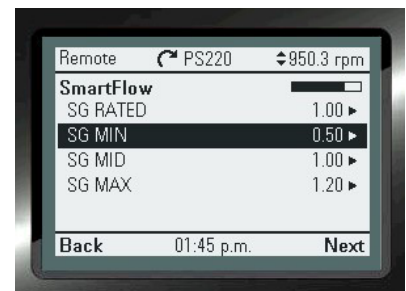 Remote PS220 950.3 rpm
SmartFlow
SG RATED 1.00
SG MIN 0.50
SG MID 1.00
SG MAX 1.20
Back 01:45 p.m. Next